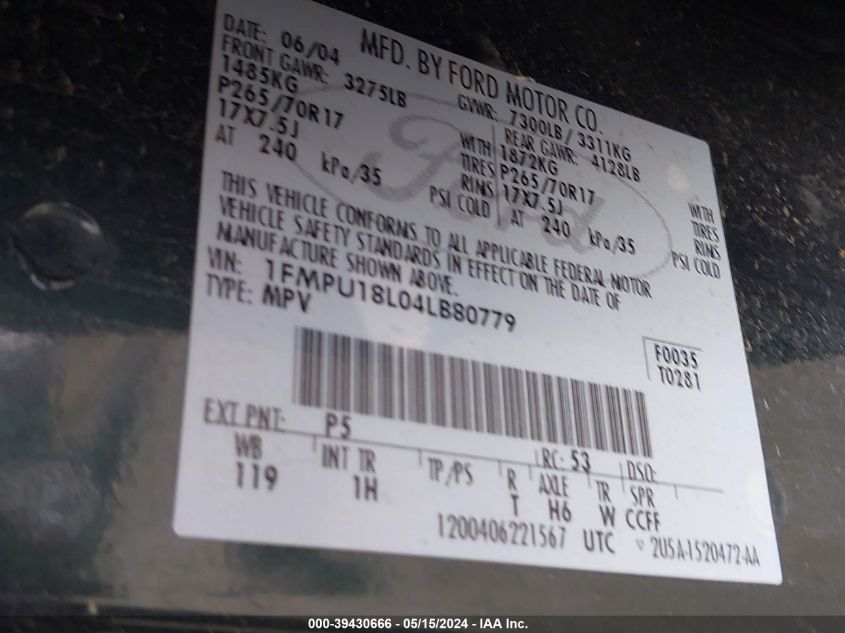 DATE: 06/04 MFD. BY FORD MOTOR CO.
FRONT GAWR: 3275LB GVWR: 7300LB/3311KG
1485KG WITH REAR GAWR: 4128LB WITH
P265/70R17 TIRES 1872KG TIRES
17X7.5J RIMS P265/70R17 RIMS
AT 240 kPa/35 PSI COLD 17X7.5J PSI COLD
AT 240 kPa/35
Ford
THIS VEHICLE CONFORMS TO ALL APPLICABLE FEDERAL MOTOR
VEHICLE SAFETY STANDARDS IN EFFECT ON THE DATE OF
MANUFACTURE SHOWN ABOVE.
VIN: 1FMPU18L04LB80779
TYPE: MPV
F0035
T0281
EXT PNT: P5 RC: 53 DSO:
WB INT TR TP/PS R AXLE TR SPR
119 1H T H6 W CCFF
1200406221567 UTC ▽ 2U5A-1520472-AA
000-39430666 - 05/15/2024 - IAA Inc.